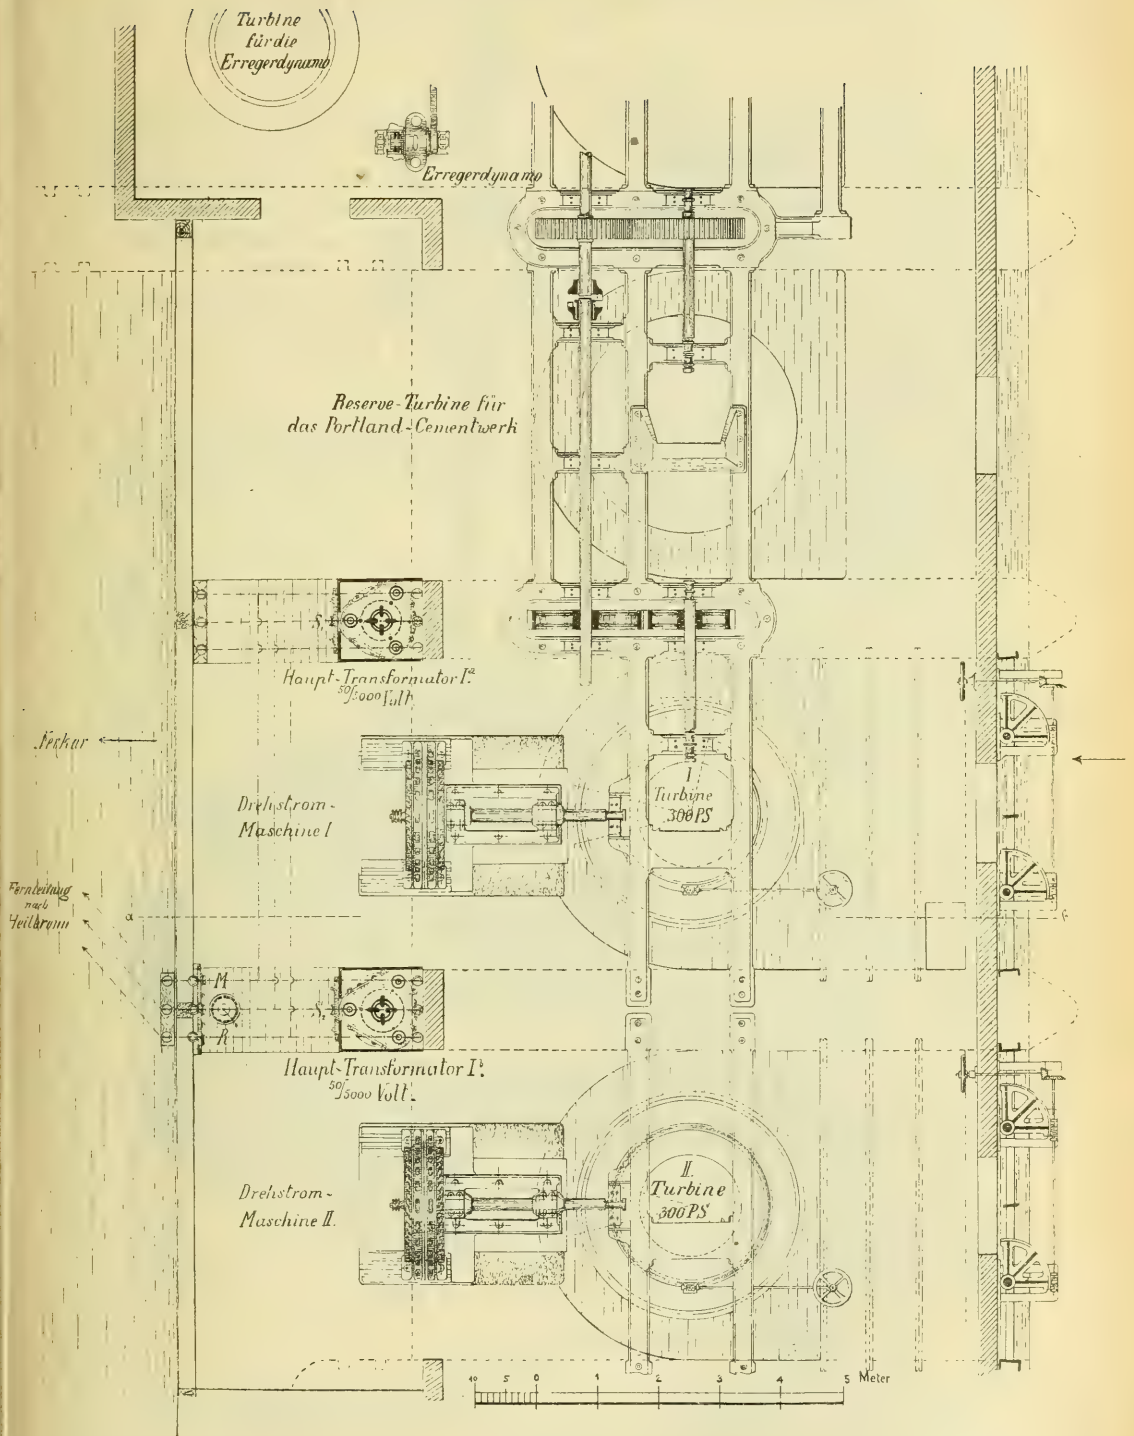 Turbine
für die
Erregerdynamo
Erregerdynamo
Reserve-Turbine für
das Portland-Cementwerk
S₁
Haupt-Transformator Iª
50/5000 Volt
Neckar
I
Turbine
300 PS
Drehstrom-
Maschine I
Fernleitung
nach
Heilbronn
a
M
S₂
R
Haupt-Transformator Iᵇ
50/5000 Volt.
II.
Turbine
300 PS
Drehstrom-
Maschine II.
10 5 0 1 2 3 4 5 Meter